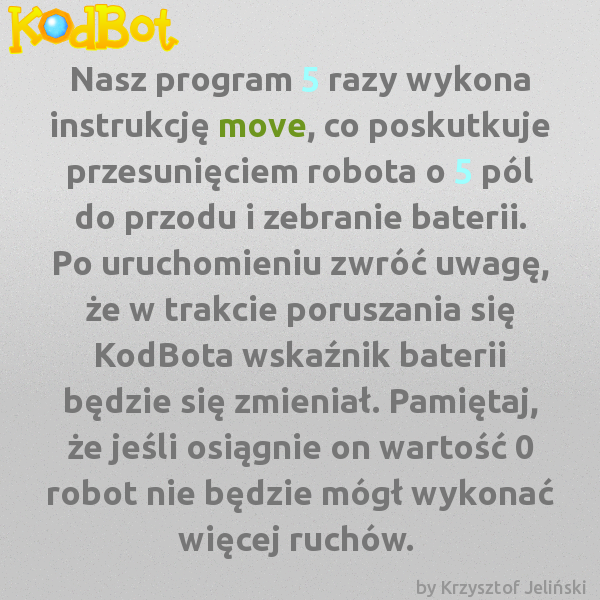 KodBot
Nasz program 5 razy wykona
instrukcję move, co poskutkuje
przesunięciem robota o 5 pól
do przodu i zebranie baterii.
Po uruchomieniu zwróć uwagę,
że w trakcie poruszania się
KodBota wskaźnik baterii
będzie się zmieniał. Pamiętaj,
że jeśli osiągnie on wartość 0
robot nie będzie mógł wykonać
więcej ruchów.
by Krzysztof Jeliński